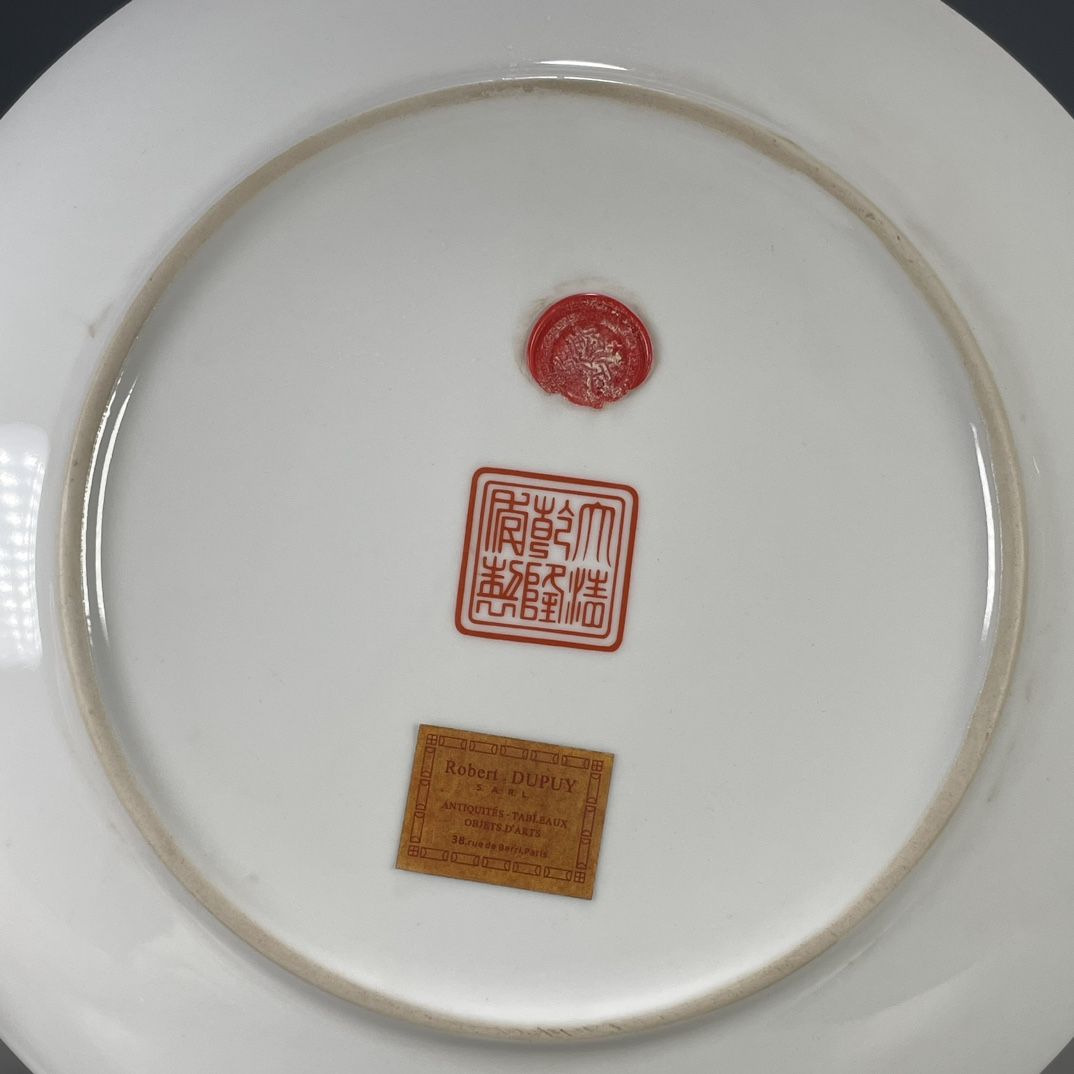 大清
乾隆
年製
Robert . DUPUY
S. A. R. L.
ANTIQUITÉS - TABLEAUX
OBJETS D'ARTS
38, rue de Berri, Paris